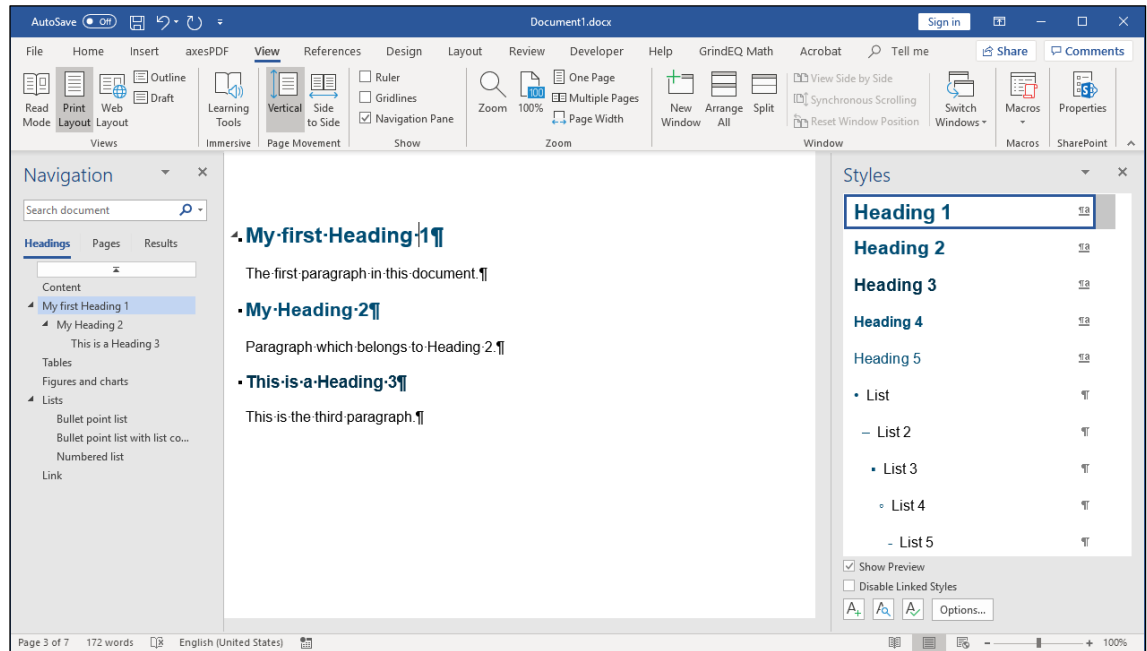 AutoSave Off Document1.docx Sign in
File Home Insert axesPDF View References Design Layout Review Developer Help GrindEQ Math Acrobat Tell me Share Comments
Read Mode
Print Layout
Web Layout
Outline
Draft
Views
Learning Tools
Immersive
Vertical
Side to Side
Page Movement
Ruler
Gridlines
Navigation Pane
Show
Zoom
100
100%
One Page
Multiple Pages
Page Width
Zoom
New Window
Arrange All
Split
View Side by Side
Synchronous Scrolling
Reset Window Position
Switch Windows
Window
Macros
Macros
Properties
SharePoint
Navigation
Search document
Headings Pages Results
Content
My first Heading 1
My Heading 2
This is a Heading 3
Tables
Figures and charts
Lists
Bullet point list
Bullet point list with list co...
Numbered list
Link
My·first·Heading·1¶
The·first·paragraph·in·this·document.¶
My·Heading·2¶
Paragraph·which·belongs·to·Heading·2.¶
This·is·a·Heading·3¶
This·is·the·third·paragraph.¶
Styles
Heading 1 ¶a
Heading 2 ¶a
Heading 3 ¶a
Heading 4 ¶a
Heading 5 ¶a
• List ¶
– List 2 ¶
▪ List 3 ¶
◦ List 4 ¶
- List 5 ¶
Show Preview
Disable Linked Styles
Options...
Page 3 of 7 172 words English (United States) 100%